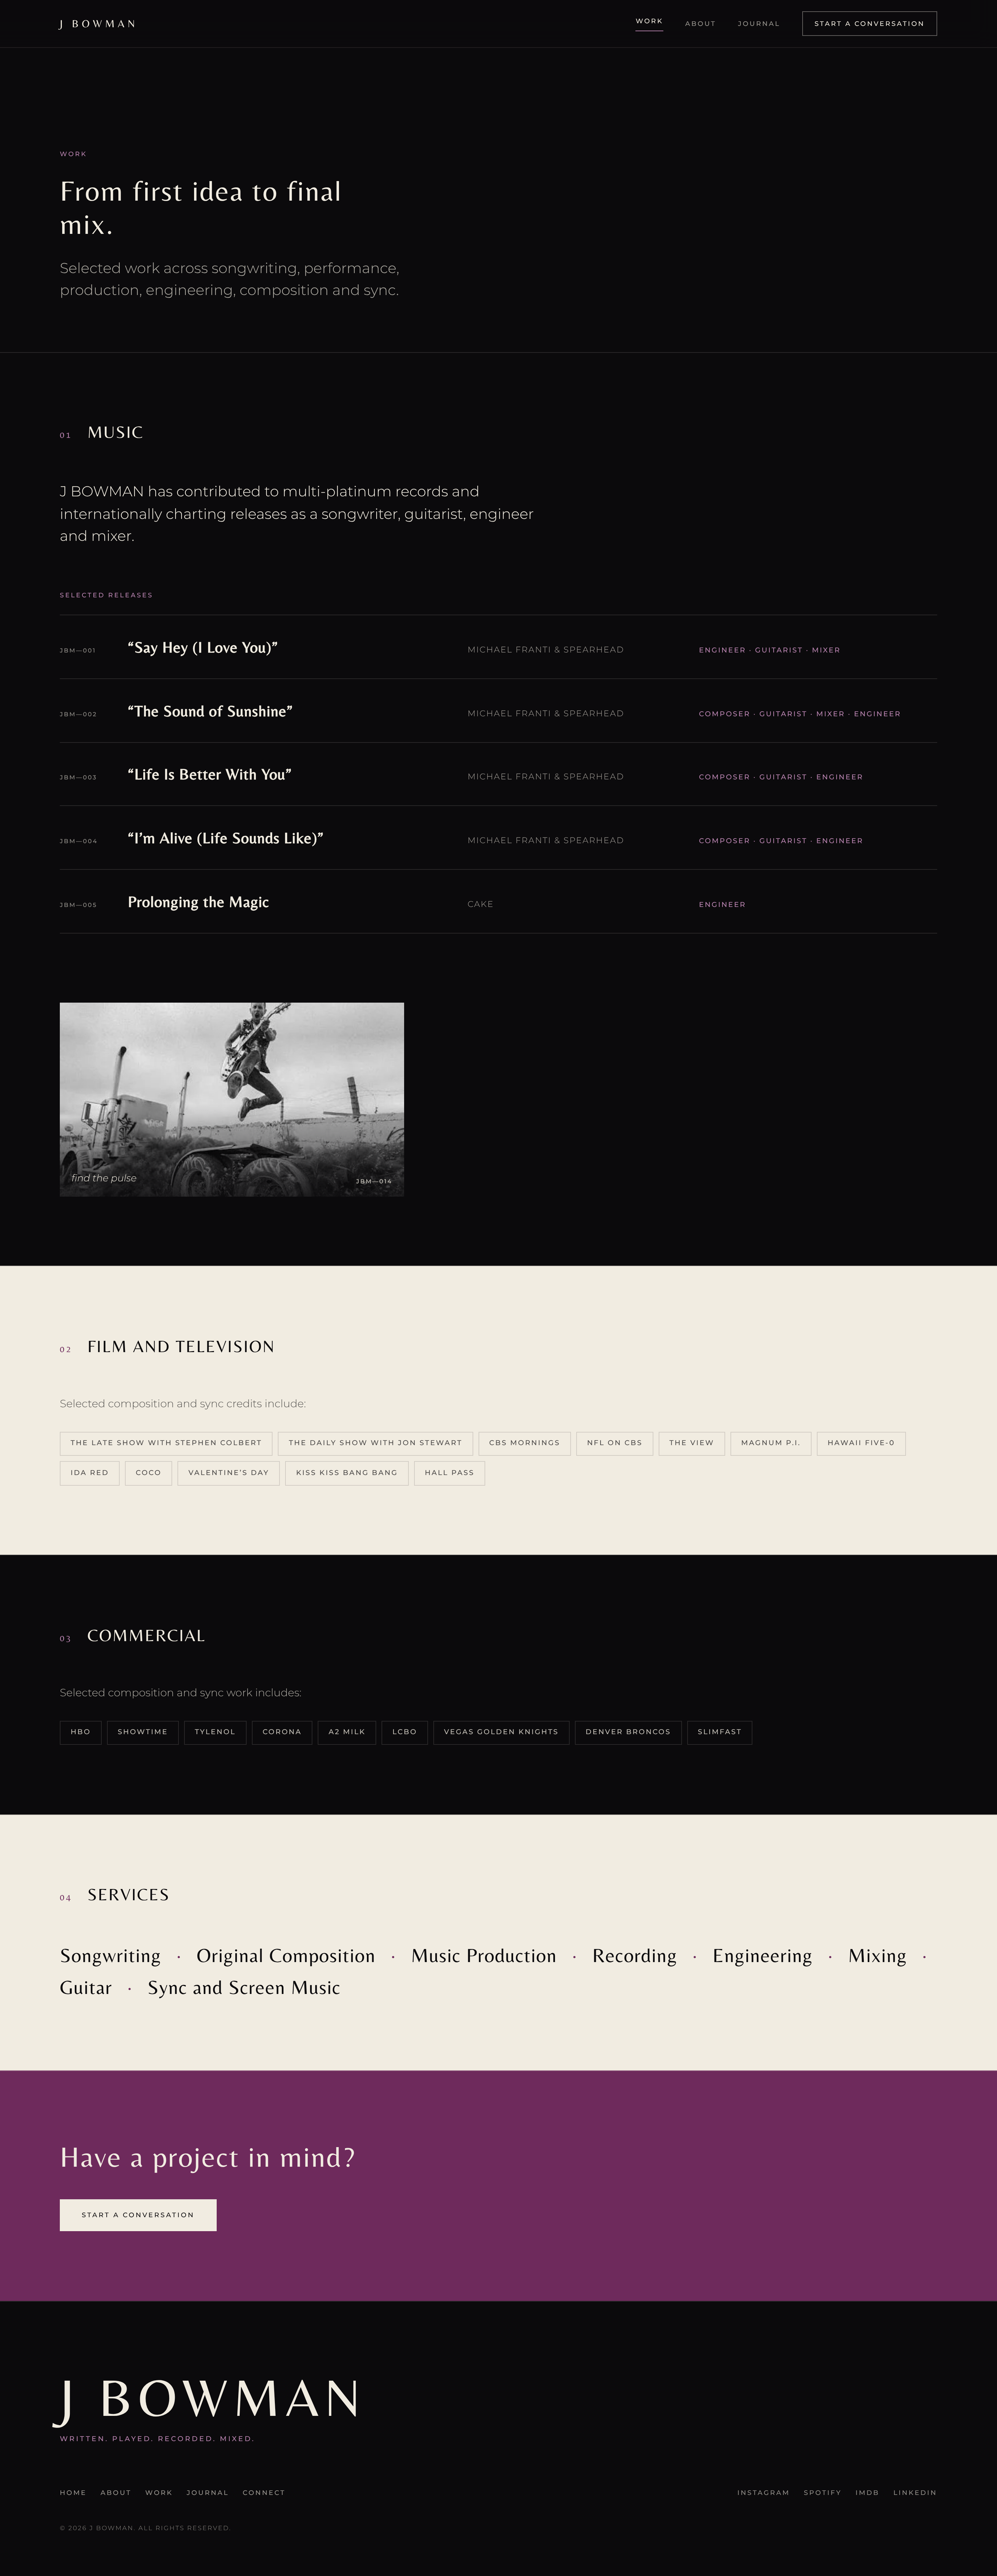 J BOWMAN
WORK
ABOUT
JOURNAL
START A CONVERSATION
WORK
From first idea to final
mix.
Selected work across songwriting, performance,
production, engineering, composition and sync.
01 MUSIC
J BOWMAN has contributed to multi-platinum records and
internationally charting releases as a songwriter, guitarist, engineer
and mixer.
SELECTED RELEASES
JBM—001 “Say Hey (I Love You)” MICHAEL FRANTI & SPEARHEAD ENGINEER · GUITARIST · MIXER
JBM—002 “The Sound of Sunshine” MICHAEL FRANTI & SPEARHEAD COMPOSER · GUITARIST · MIXER · ENGINEER
JBM—003 “Life Is Better With You” MICHAEL FRANTI & SPEARHEAD COMPOSER · GUITARIST · ENGINEER
JBM—004 “I’m Alive (Life Sounds Like)” MICHAEL FRANTI & SPEARHEAD COMPOSER · GUITARIST · ENGINEER
JBM—005 Prolonging the Magic CAKE ENGINEER
find the pulse JBM—014
02 FILM AND TELEVISION
Selected composition and sync credits include:
THE LATE SHOW WITH STEPHEN COLBERT THE DAILY SHOW WITH JON STEWART CBS MORNINGS NFL ON CBS THE VIEW MAGNUM P.I. HAWAII FIVE-0
IDA RED COCO VALENTINE’S DAY KISS KISS BANG BANG HALL PASS
03 COMMERCIAL
Selected composition and sync work includes:
HBO SHOWTIME TYLENOL CORONA A2 MILK LCBO VEGAS GOLDEN KNIGHTS DENVER BRONCOS SLIMFAST
04 SERVICES
Songwriting · Original Composition · Music Production · Recording · Engineering · Mixing ·
Guitar · Sync and Screen Music
Have a project in mind?
START A CONVERSATION
J BOWMAN
WRITTEN. PLAYED. RECORDED. MIXED.
HOME ABOUT WORK JOURNAL CONNECT INSTAGRAM SPOTIFY IMDB LINKEDIN
© 2026 J BOWMAN. ALL RIGHTS RESERVED.